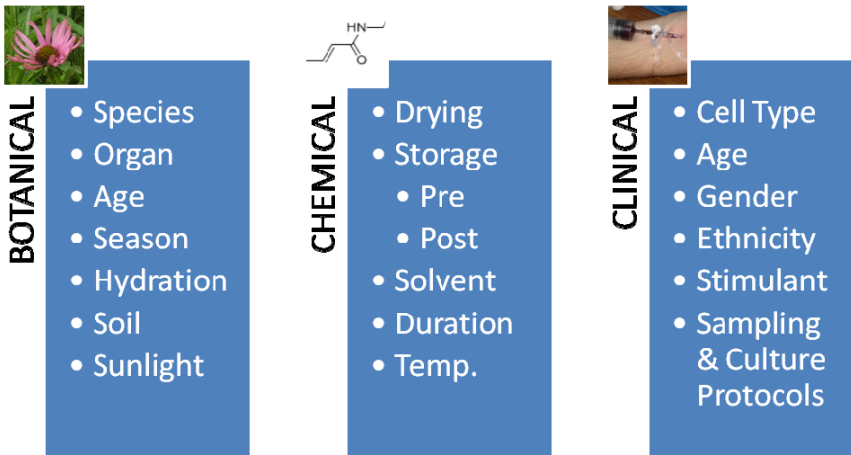 BOTANICAL
• Species
• Organ
• Age
• Season
• Hydration
• Soil
• Sunlight
HN
O
CHEMICAL
• Drying
• Storage
• Pre
• Post
• Solvent
• Duration
• Temp.
CLINICAL
• Cell Type
• Age
• Gender
• Ethnicity
• Stimulant
• Sampling
& Culture
Protocols